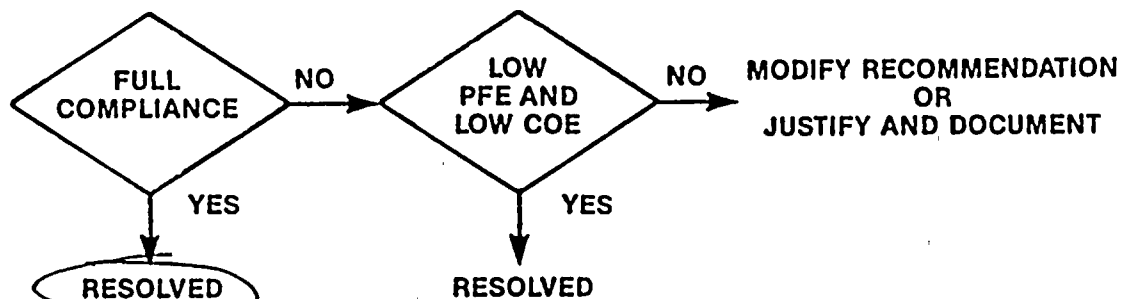 FULL
COMPLIANCE
NO
LOW
PFE AND
LOW COE
NO
MODIFY RECOMMENDATION
OR
JUSTIFY AND DOCUMENT
YES
YES
RESOLVED
RESOLVED